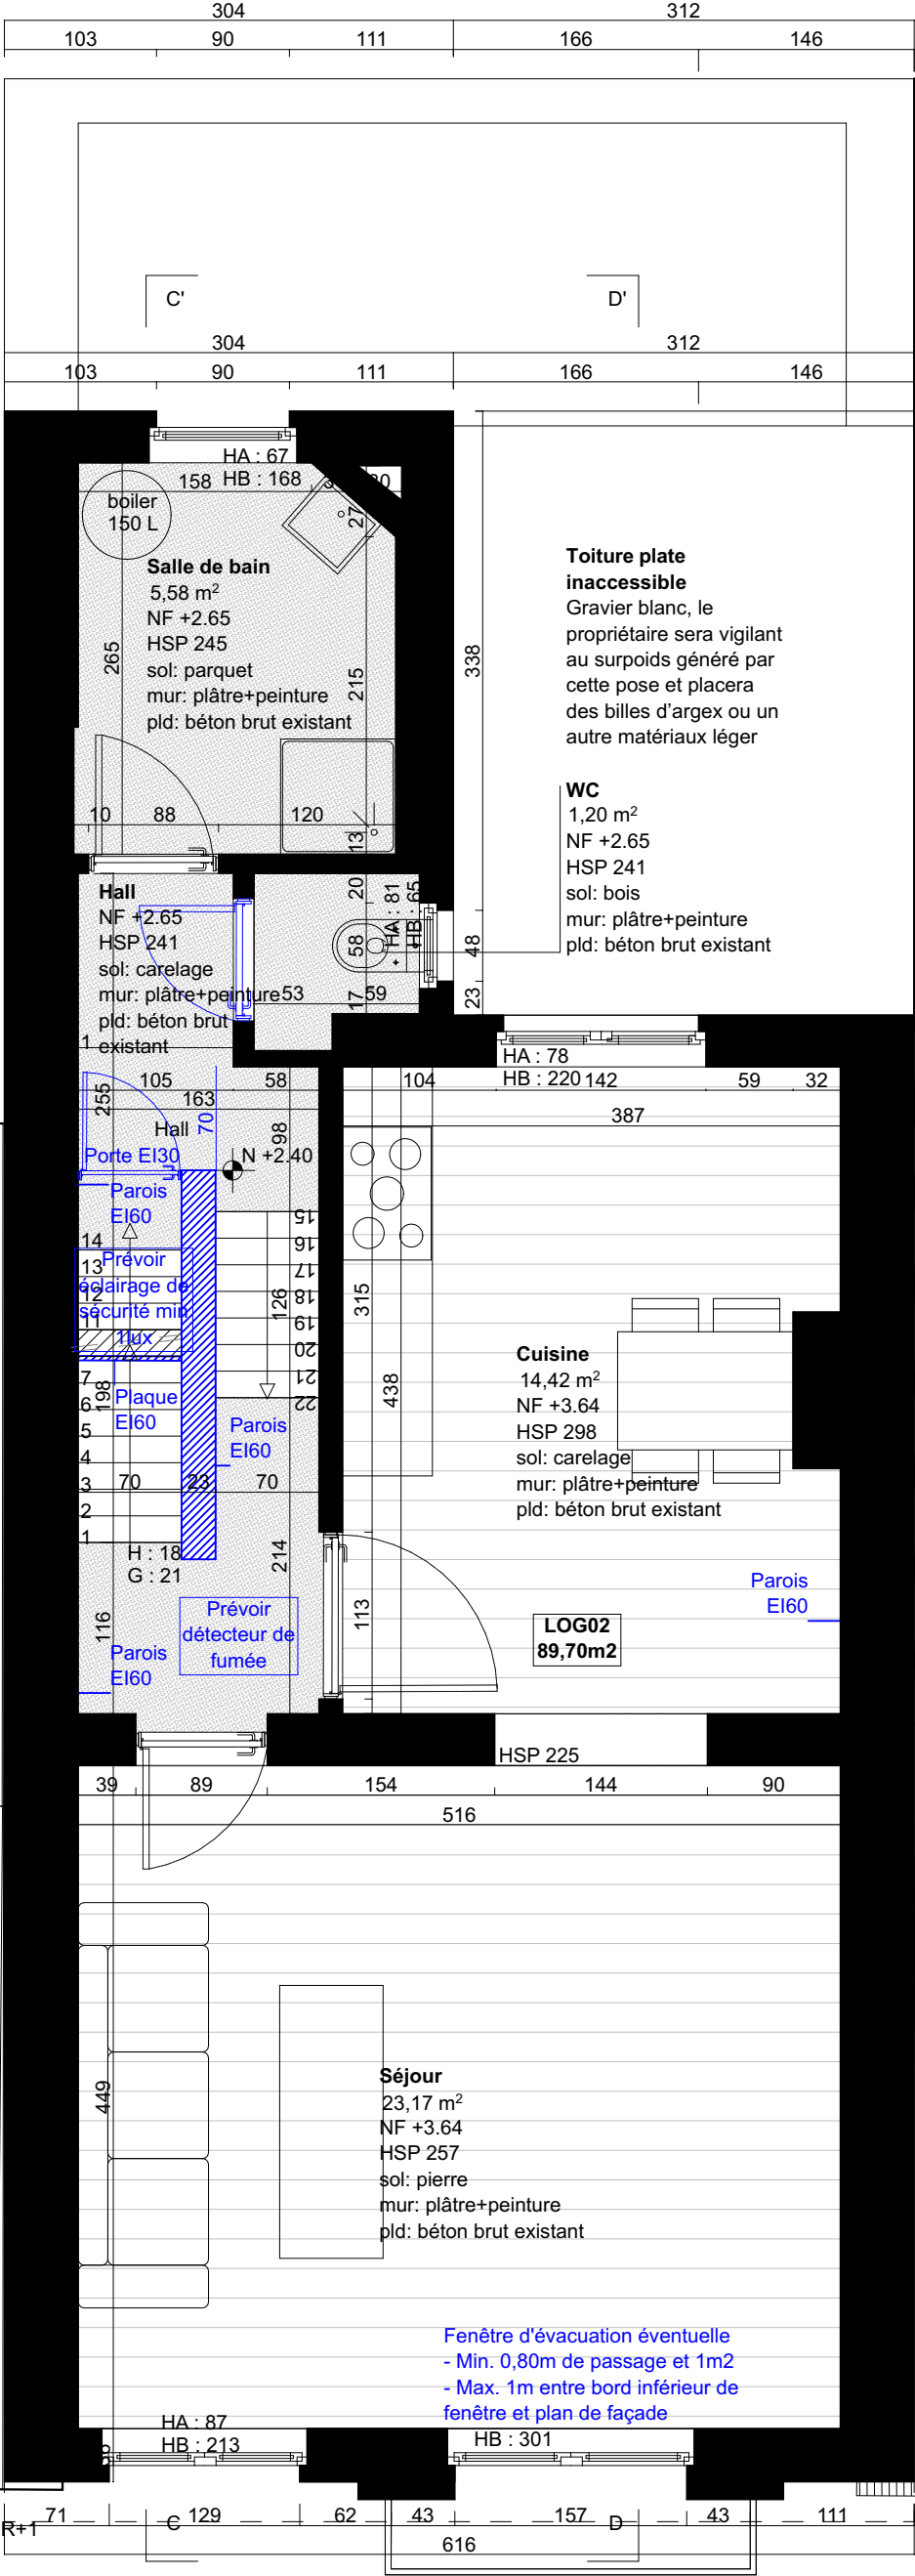 304 312
103 90 111 166 146
C' D'
304 312
103 90 111 166 146
HA : 67
HB : 168
158
boiler
150 L
27
Salle de bain
5,58 m²
NF +2.65
HSP 245
sol: parquet
mur: plâtre+peinture
pld: béton brut existant
265
215
338
Toiture plate
inaccessible
Gravier blanc, le
propriétaire sera vigilant
au surpoids généré par
cette pose et placera
des billes d'argex ou un
autre matériaux léger
WC
1,20 m²
NF +2.65
HSP 241
sol: bois
mur: plâtre+peinture
pld: béton brut existant
10 88 120
13
Hall
NF +2.65
HSP 241
sol: carelage
mur: plâtre+peinture
pld: béton brut
existant
20
58
17
HA : 81
HB : 65
48
23
53 59
1
HA : 78
HB : 220
105 58
104 142 59 32
163
387
255
70
98
Hall
Porte EI30
N +2.40
Parois
EI60
14
13
12
11
Prévoir
éclairage de
sécurité min
1lux
15
16
17
18
19
20
21
22
126
315
438
7
6
5
4
3
2
1
198
Plaque
EI60
Parois
EI60
70 23 70
H : 18
G : 21
214
Cuisine
14,42 m²
NF +3.64
HSP 298
sol: carelage
mur: plâtre+peinture
pld: béton brut existant
Parois
EI60
113
116
Prévoir
détecteur de
fumée
LOG02
89,70m2
Parois
EI60
HSP 225
39 89 154 144 90
516
449
Séjour
23,17 m²
NF +3.64
HSP 257
sol: pierre
mur: plâtre+peinture
pld: béton brut existant
Fenêtre d'évacuation éventuelle
- Min. 0,80m de passage et 1m2
- Max. 1m entre bord inférieur de
fenêtre et plan de façade
HA : 87
HB : 213
HB : 301
R+1
71 C 129 62 43 157 D 43 111
616